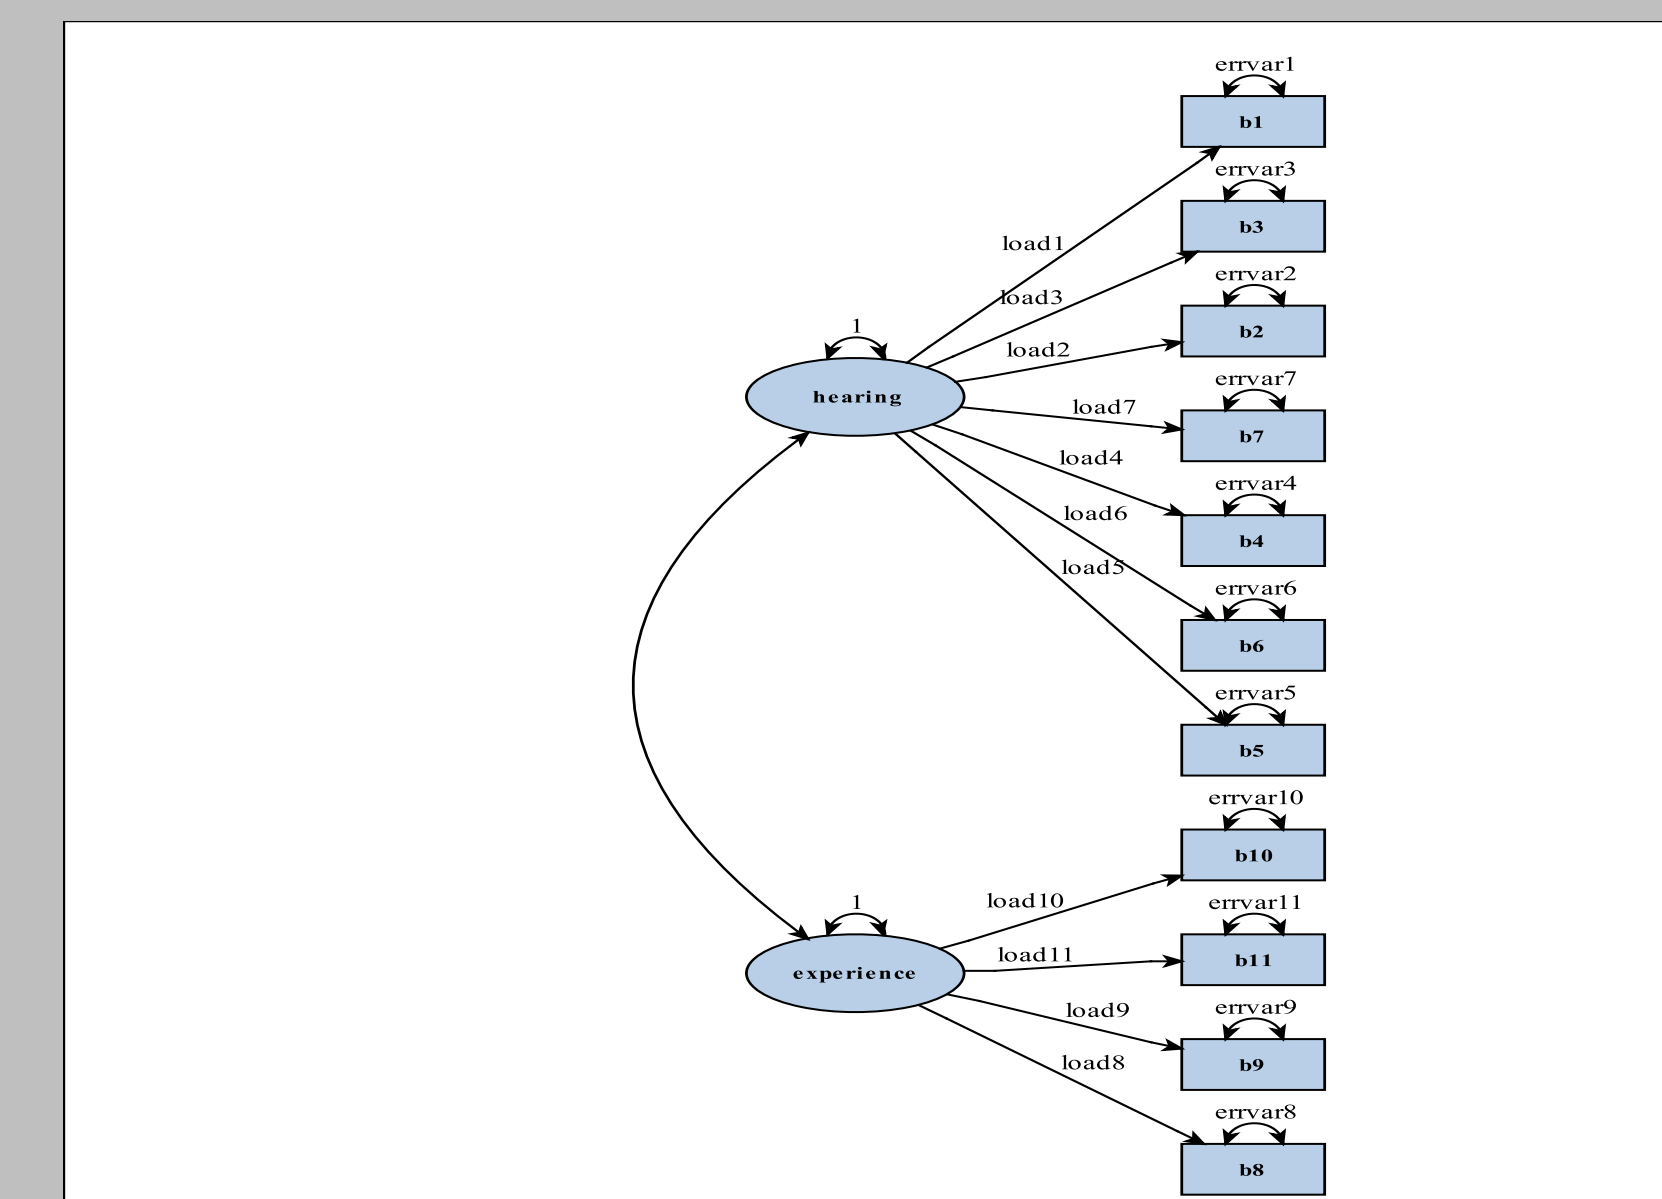 errvar1
b1
errvar3
b3
load1
errvar2
load3
b2
1
load2
errvar7
hearing
load7
b7
load4
errvar4
load6
b4
load5
errvar6
b6
errvar5
b5
errvar10
b10
1
load10
errvar11
load11
b11
experience
load9
errvar9
load8
b9
errvar8
b8